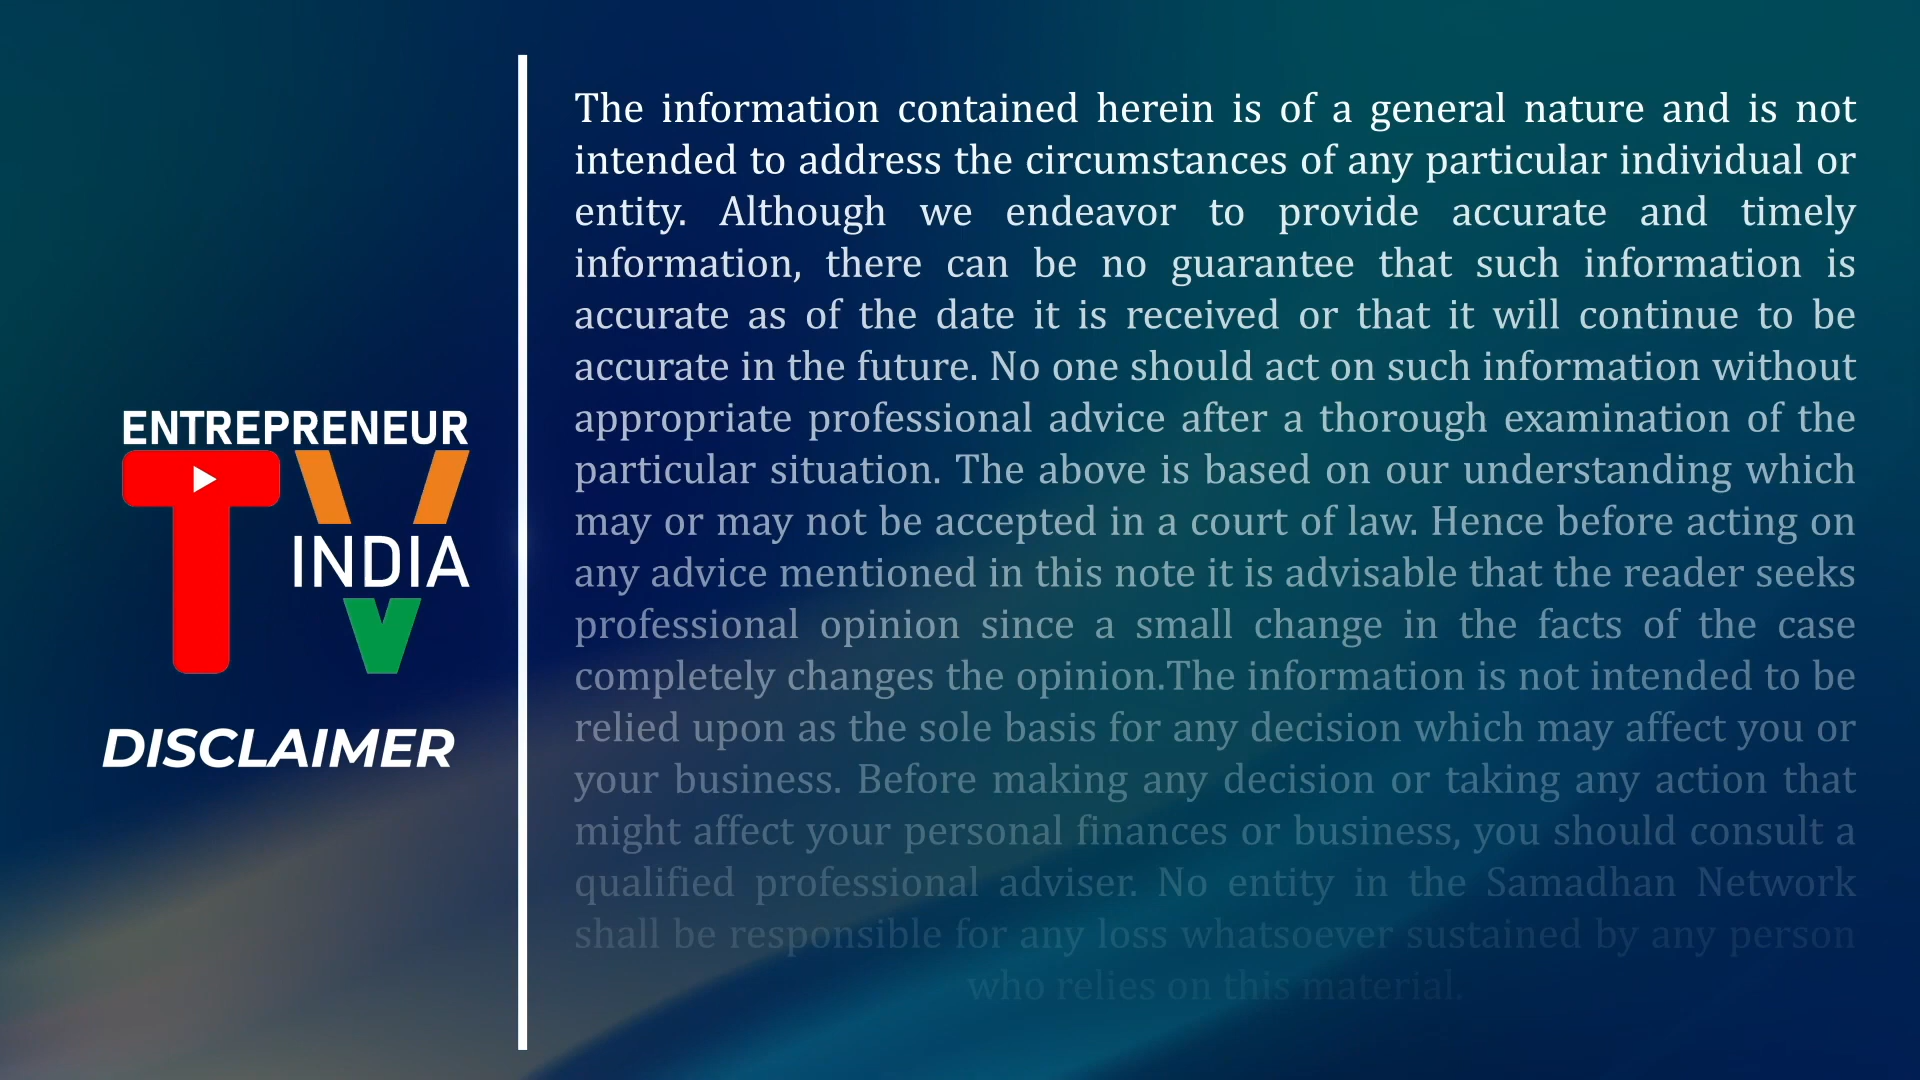 ENTREPRENEUR
TV
INDIA
DISCLAIMER
The information contained herein is of a general nature and is not
intended to address the circumstances of any particular individual or
entity. Although we endeavor to provide accurate and timely
information, there can be no guarantee that such information is
accurate as of the date it is received or that it will continue to be
accurate in the future. No one should act on such information without
appropriate professional advice after a thorough examination of the
particular situation. The above is based on our understanding which
may or may not be accepted in a court of law. Hence before acting on
any advice mentioned in this note it is advisable that the reader seeks
professional opinion since a small change in the facts of the case
completely changes the opinion.The information is not intended to be
relied upon as the sole basis for any decision which may affect you or
your business. Before making any decision or taking any action that
might affect your personal finances or business, you should consult a
qualified professional adviser. No entity in the Samadhan Network
shall be responsible for any loss whatsoever sustained by any person
who relies on this material.